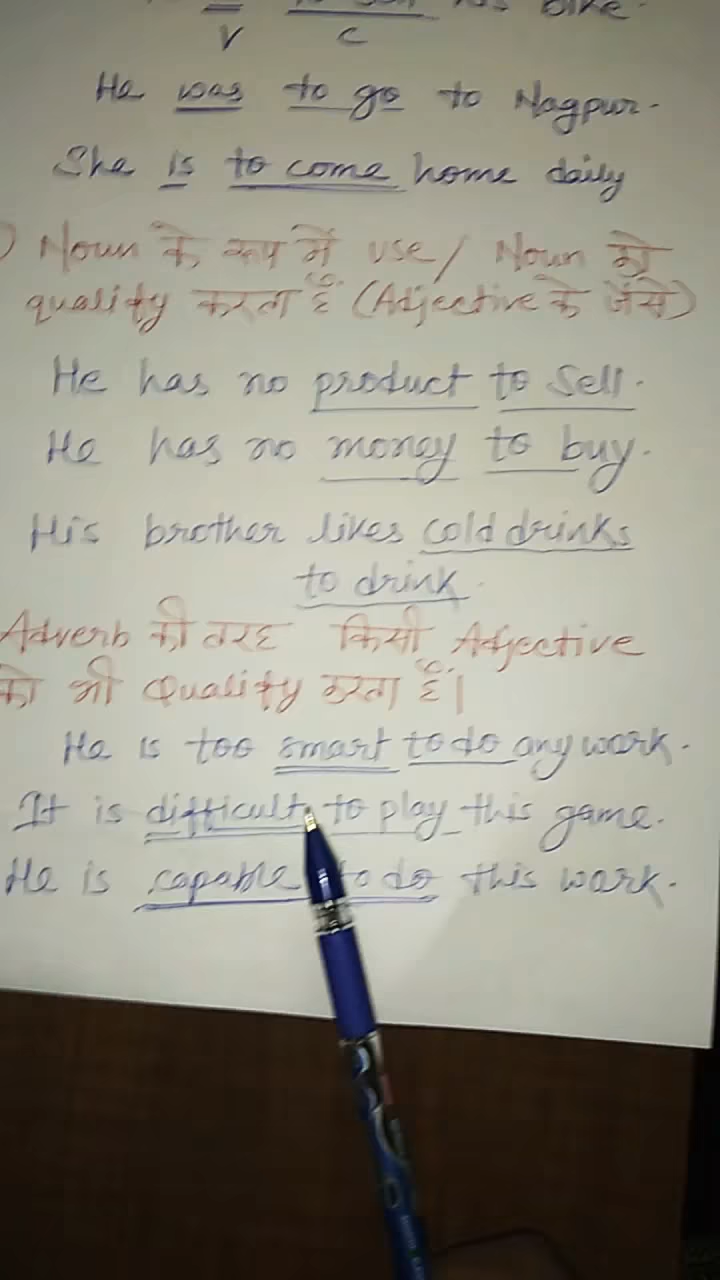 his bike.
V C
He was to go to Nagpur.
She is to come home daily
) Noun के रूप में use/ Noun को
quality करता है (Adjective के जैसे)
He has no product to sell.
He has no money to buy.
His brother likes cold drinks
to drink.
Adverb की तरह किसी Adjective
को भी Quality करता है।
He is too smart to do any work.
It is difficult to play this game.
He is capable to do this work.